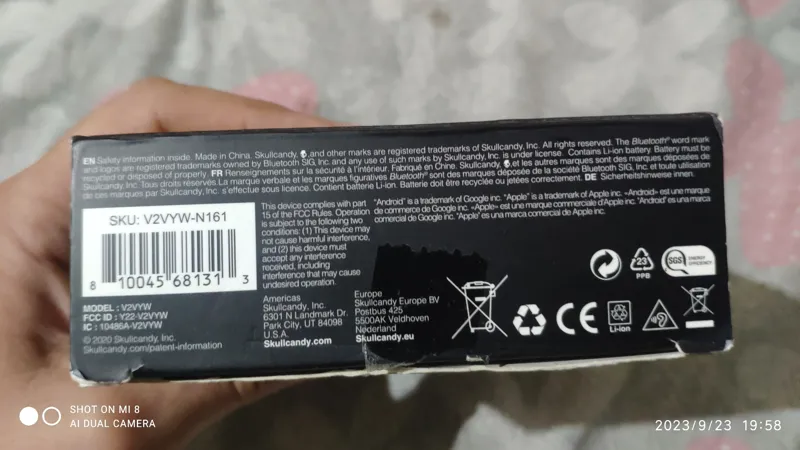 EN Safety information inside. Made in China. Skullcandy, and other marks are registered trademarks of Skullcandy, Inc. All rights reserved. The Bluetooth® word mark
and logos are registered trademarks owned by Bluetooth SIG, Inc. and any use of such marks by Skullcandy, Inc. is under license. Contains Li-ion battery. Battery must be
recycled or disposed of properly. FR Renseignements sur la sécurité à l'intérieur. Fabriqué en Chine. Skullcandy, et les autres marques sont des marques déposées de
Skullcandy, Inc. Tous droits réservés. La marque verbale et les marques figuratives Bluetooth® sont des marques déposées de la société Bluetooth SIG, Inc. et toute utilisation
de ces marques par Skullcandy, Inc. s'effectue sous licence. Contient batterie Li-ion. Batterie doit être recyclée ou jetée correctement. DE Sicherheitshinweise innen.
SKU: V2VYW-N161
8 10045 68131 3
MODEL : V2VYW
FCC ID : Y22-V2VYW
IC : 10486A-V2VYW
© 2020 Skullcandy, Inc.
Skullcandy.com/patent-information
This device complies with part
15 of the FCC Rules. Operation
is subject to the following two
conditions: (1) This device may
not cause harmful interference,
and (2) this device must
accept any interference
received, including
interference that may cause
undesired operation.
"Android" is a trademark of Google Inc. "Apple" is a trademark of Apple Inc. «Android» est une marque
de commerce de Google Inc. «Apple» est une marque commerciale d'Apple Inc. "Android" es una marca
comercial de Google Inc. "Apple" es una marca comercial de Apple Inc.
Americas
Skullcandy, Inc.
6301 N Landmark Dr.
Park City, UT 84098
U.S.A.
Skullcandy.com
Europe
Skullcandy Europe BV
Postbus 425
5500AK Veldhoven
Nederland
Skullcandy.eu
23
PPB
SGS
ENERGY
EFFICIENCY
CE
Li-ion
SHOT ON MI 8
AI DUAL CAMERA
2023/9/23 19:58